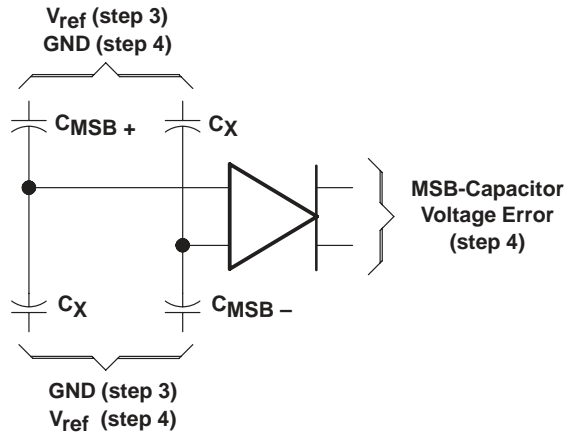 Vref (step 3)
GND (step 4)
CMSB +
CX
MSB-Capacitor
Voltage Error
(step 4)
CX
CMSB –
GND (step 3)
Vref (step 4)